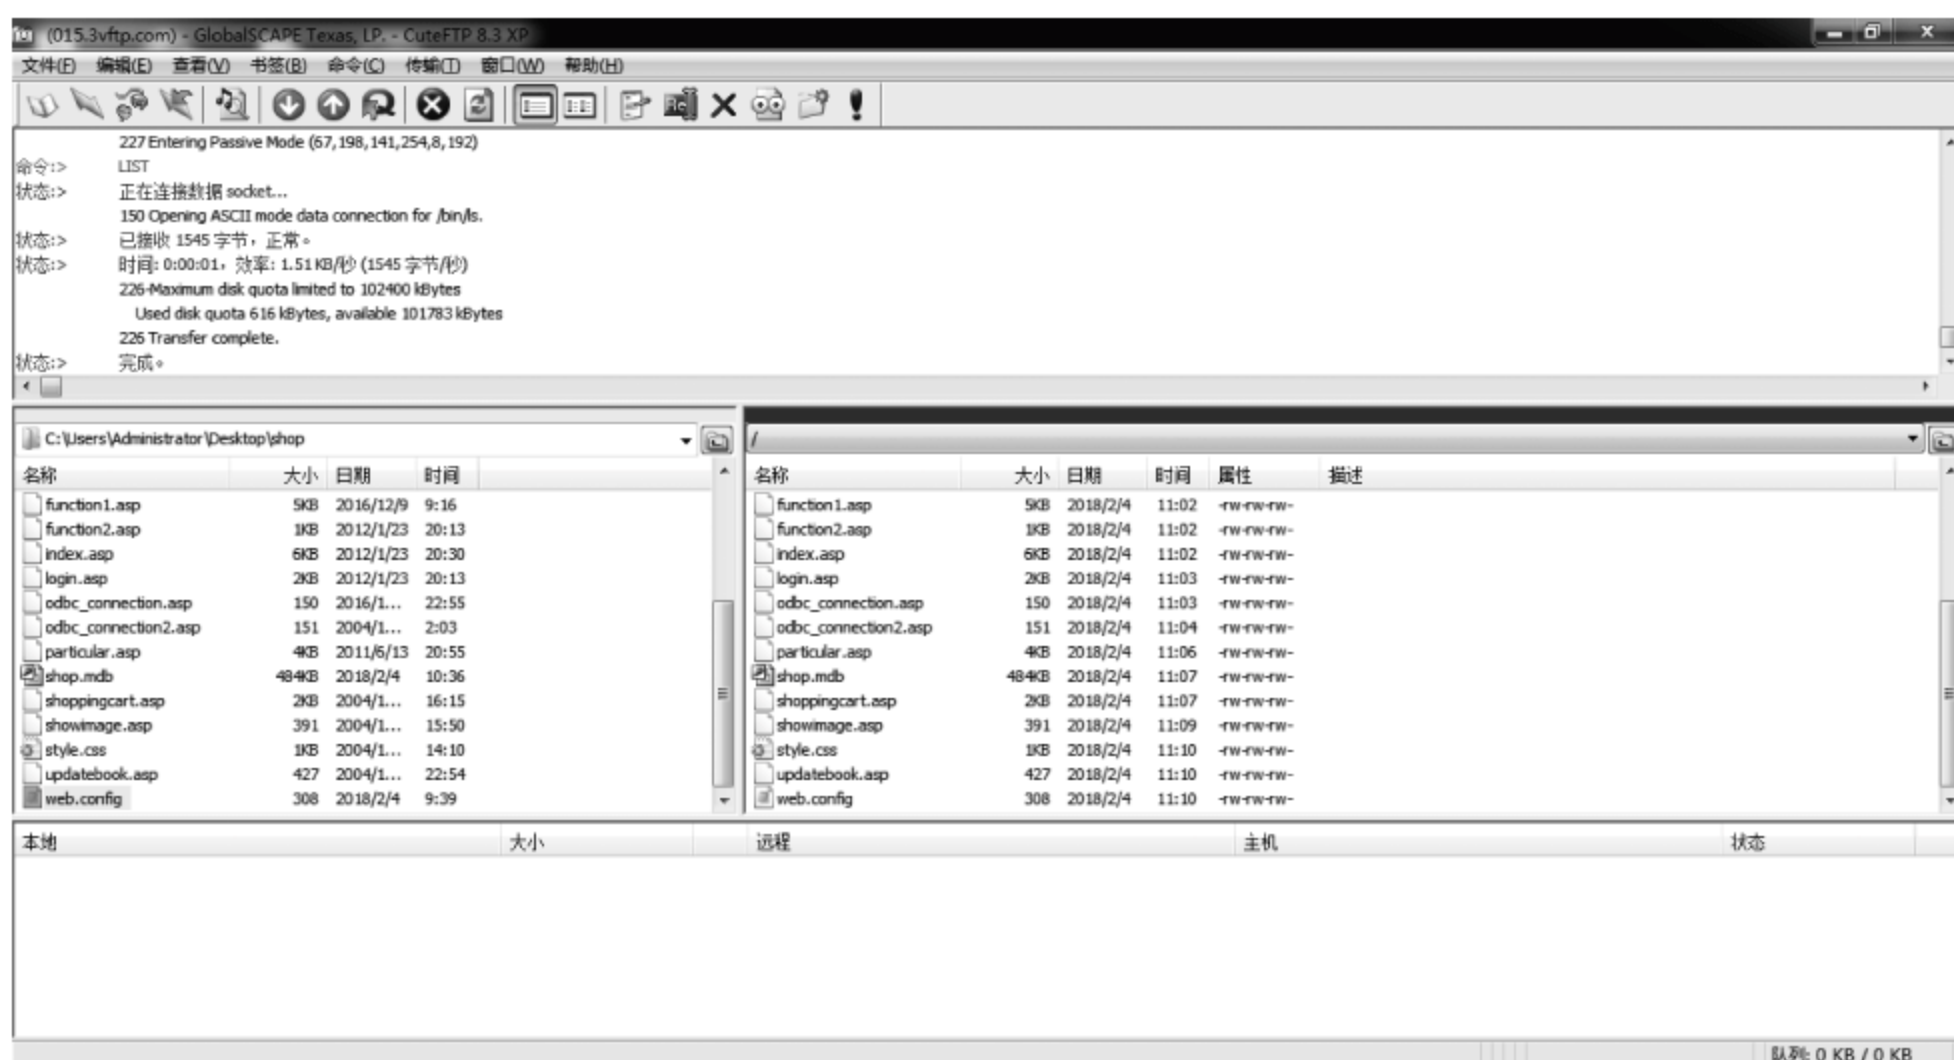 (015.3vftp.com) - GlobalSCAPE Texas, LP. - CuteFTP 8.3 XP
文件(F) 编辑(E) 查看(V) 书签(B) 命令(C) 传输(T) 窗口(W) 帮助(H)
227 Entering Passive Mode (67,198,141,254,8,192)
命令:> LIST
状态:> 正在连接数据 socket...
150 Opening ASCII mode data connection for /bin/ls.
状态:> 已接收 1545 字节，正常。
状态:> 时间: 0:00:01，效率: 1.51 KB/秒 (1545 字节/秒)
226-Maximum disk quota limited to 102400 kBytes
Used disk quota 616 kBytes, available 101783 kBytes
226 Transfer complete.
状态:> 完成。
C:\Users\Administrator\Desktop\shop
名称 大小 日期 时间
function1.asp 5KB 2016/12/9 9:16
function2.asp 1KB 2012/1/23 20:13
index.asp 6KB 2012/1/23 20:30
login.asp 2KB 2012/1/23 20:13
odbc_connection.asp 150 2016/1... 22:55
odbc_connection2.asp 151 2004/1... 2:03
particular.asp 4KB 2011/6/13 20:55
shop.mdb 484KB 2018/2/4 10:36
shoppingcart.asp 2KB 2004/1... 16:15
showimage.asp 391 2004/1... 15:50
style.css 1KB 2004/1... 14:10
updatebook.asp 427 2004/1... 22:54
web.config 308 2018/2/4 9:39
/
名称 大小 日期 时间 属性 描述
function1.asp 5KB 2018/2/4 11:02 -rw-rw-rw-
function2.asp 1KB 2018/2/4 11:02 -rw-rw-rw-
index.asp 6KB 2018/2/4 11:02 -rw-rw-rw-
login.asp 2KB 2018/2/4 11:03 -rw-rw-rw-
odbc_connection.asp 150 2018/2/4 11:03 -rw-rw-rw-
odbc_connection2.asp 151 2018/2/4 11:04 -rw-rw-rw-
particular.asp 4KB 2018/2/4 11:06 -rw-rw-rw-
shop.mdb 484KB 2018/2/4 11:07 -rw-rw-rw-
shoppingcart.asp 2KB 2018/2/4 11:07 -rw-rw-rw-
showimage.asp 391 2018/2/4 11:09 -rw-rw-rw-
style.css 1KB 2018/2/4 11:10 -rw-rw-rw-
updatebook.asp 427 2018/2/4 11:10 -rw-rw-rw-
web.config 308 2018/2/4 11:10 -rw-rw-rw-
本地 大小 远程 主机 状态
队列: 0 KB / 0 KB